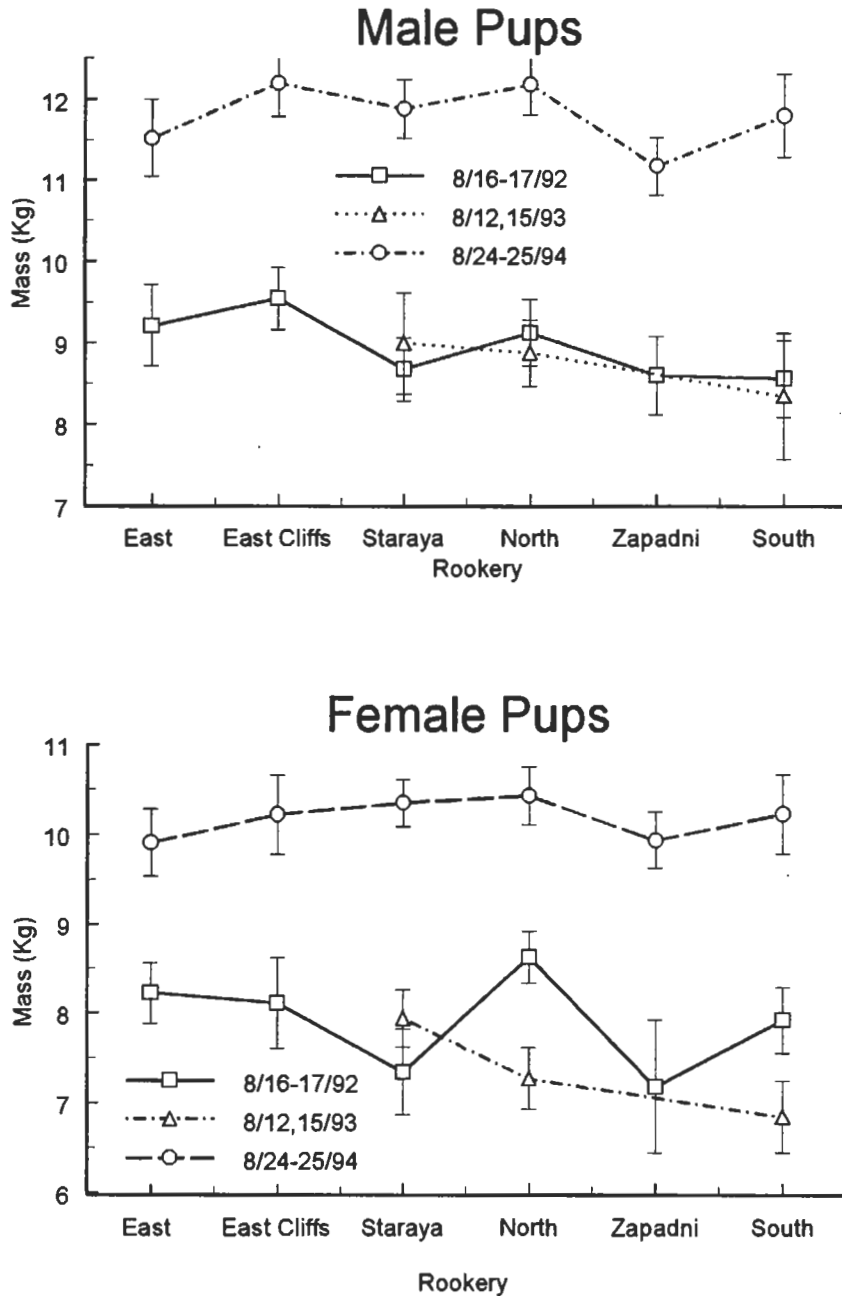 Male Pups
12
11
10
9
8
7
Mass (Kg)
8/16-17/92
8/12,15/93
8/24-25/94
East East Cliffs Staraya North Zapadni South
Rookery
Female Pups
11
10
9
8
7
6
Mass (Kg)
8/16-17/92
8/12,15/93
8/24-25/94
East East Cliffs Staraya North Zapadni South
Rookery